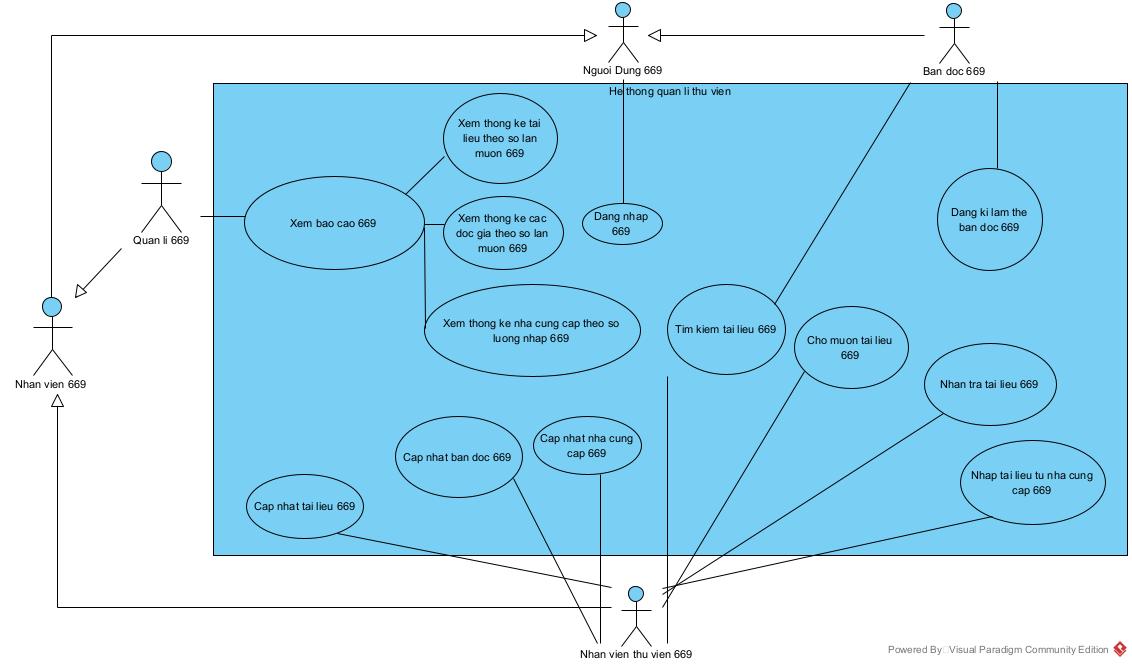 Nguoi Dung 669
Ban doc 669
He thong quan li thu vien
Xem thong ke tai
lieu theo so lan
muon 669
Quan li 669
Xem bao cao 669
Xem thong ke cac
doc gia theo so lan
muon 669
Dang nhap
669
Dang ki lam the
ban doc 669
Xem thong ke nha cung cap theo so
luong nhap 669
Tim kiem tai lieu 669
Cho muon tai lieu
669
Nhan vien 669
Nhan tra tai lieu 669
Cap nhat ban doc 669
Cap nhat nha cung
cap 669
Nhap tai lieu tu nha cung
cap 669
Cap nhat tai lieu 669
Nhan vien thu vien 669
Powered By Visual Paradigm Community Edition